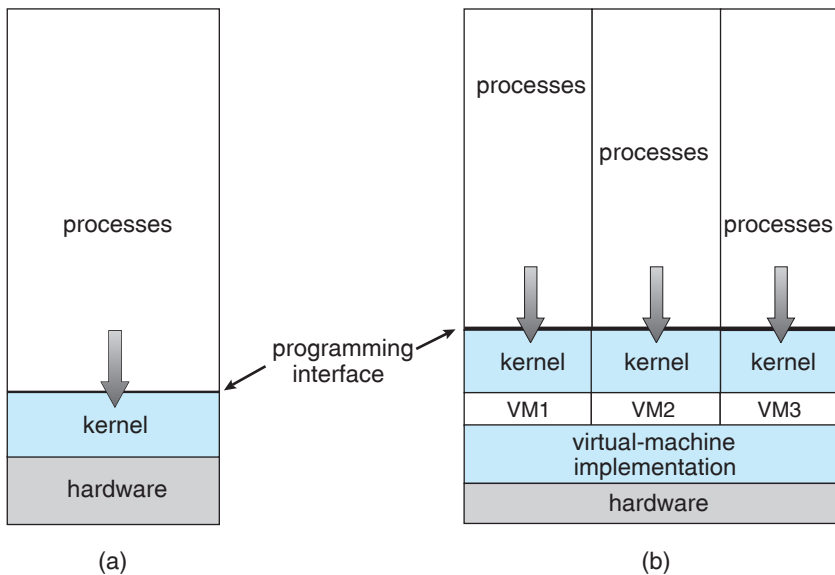 processes
kernel
hardware
(a)
programming
interface
processes
processes
processes
kernel
kernel
kernel
VM1
VM2
VM3
virtual-machine
implementation
hardware
(b)